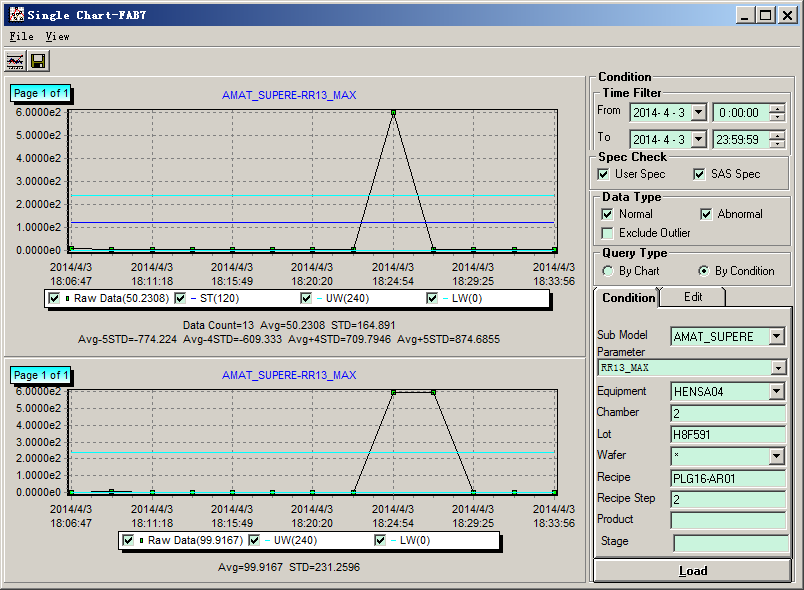 Single Chart-FAB7
File View
Page 1 of 1
AMAT_SUPERE-RR13_MAX
6.0000e2
5.0000e2
4.0000e2
3.0000e2
2.0000e2
1.0000e2
0.0000e0
2014/4/3 2014/4/3 2014/4/3 2014/4/3 2014/4/3 2014/4/3 2014/4/3
18:06:47 18:11:18 18:15:49 18:20:20 18:24:54 18:29:25 18:33:56
Raw Data(50.2308) ST(120) UW(240) LW(0)
Data Count=13 Avg=50.2308 STD=164.891
Avg-5STD=-774.224 Avg-4STD=-609.333 Avg+4STD=709.7946 Avg+5STD=874.6855
Page 1 of 1
AMAT_SUPERE-RR13_MAX
6.0000e2
5.0000e2
4.0000e2
3.0000e2
2.0000e2
1.0000e2
0.0000e0
2014/4/3 2014/4/3 2014/4/3 2014/4/3 2014/4/3 2014/4/3 2014/4/3
18:06:47 18:11:18 18:15:49 18:20:20 18:24:54 18:29:25 18:33:56
Raw Data(99.9167) UW(240) LW(0)
Avg=99.9167 STD=231.2596
Condition
Time Filter
From 2014- 4 - 3 0 :00:00
To 2014- 4 - 3 23:59:59
Spec Check
User Spec SAS Spec
Data Type
Normal Abnormal
Exclude Outlier
Query Type
By Chart By Condition
Condition Edit
Sub Model AMAT_SUPERE
Parameter
RR13_MAX
Equipment HENSA04
Chamber 2
Lot H8F591
Wafer *
Recipe PLG16-AR01
Recipe Step 2
Product
Stage
Load